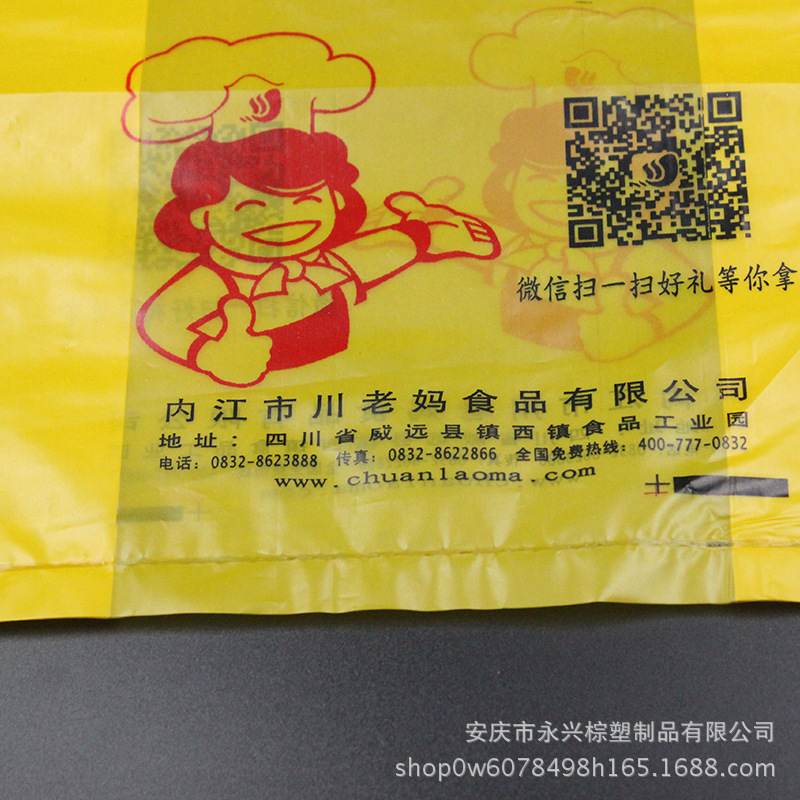 微信扫一扫好礼等你拿
内江市川老妈食品有限公司
地址：四川省威远县镇西镇食品工业园
电话：0832-8623888 传真：0832-8622866 全国免费热线：400-777-0832
www.chuanlaoma.com
安庆市永兴棕塑制品有限公司
shop0w6078498h165.1688.com